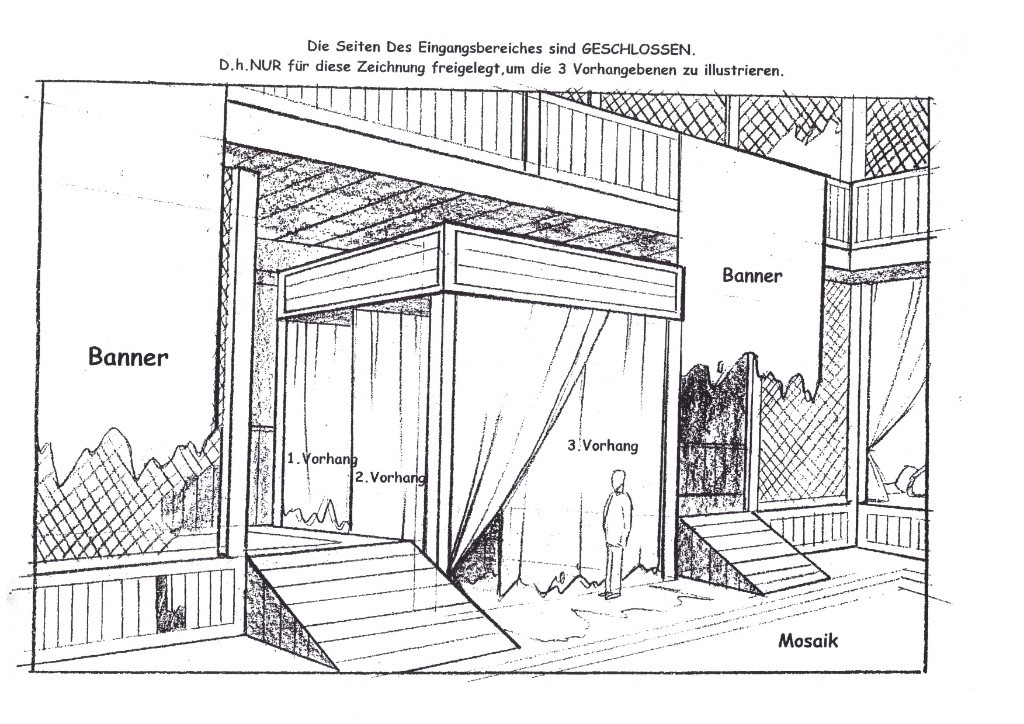 Die Seiten Des Eingangsbereiches sind GESCHLOSSEN.
D.h.NUR für diese Zeichnung freigelegt,um die 3 Vorhangebenen zu illustrieren.
Banner
Banner
3.Vorhang
1.Vorhang
2.Vorhang
Mosaik